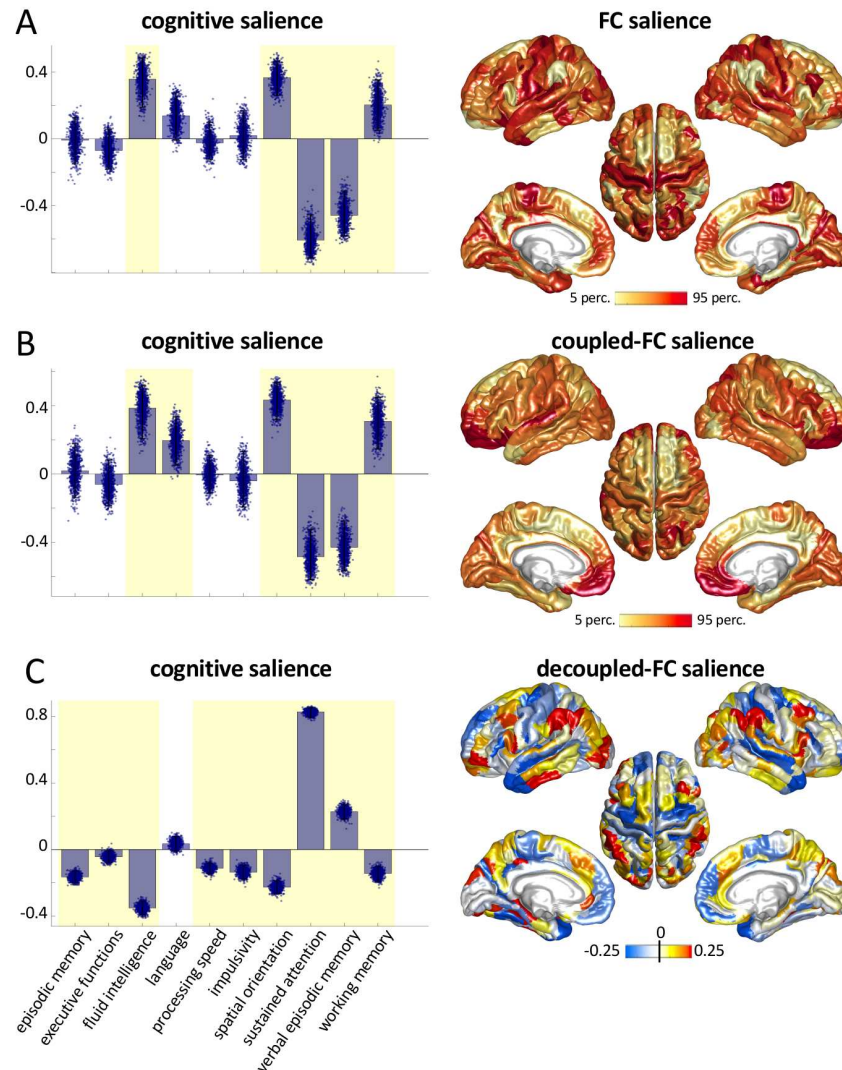 A
cognitive salience
FC salience
0.4
0
-0.4
5 perc.
95 perc.
B
cognitive salience
coupled-FC salience
0.4
0
-0.4
5 perc.
95 perc.
C
cognitive salience
decoupled-FC salience
0.8
0.4
0
-0.4
0
-0.25
0.25
episodic memory
executive functions
fluid intelligence
language
processing speed
impulsivity
spatial orientation
sustained attention
verbal episodic memory
working memory